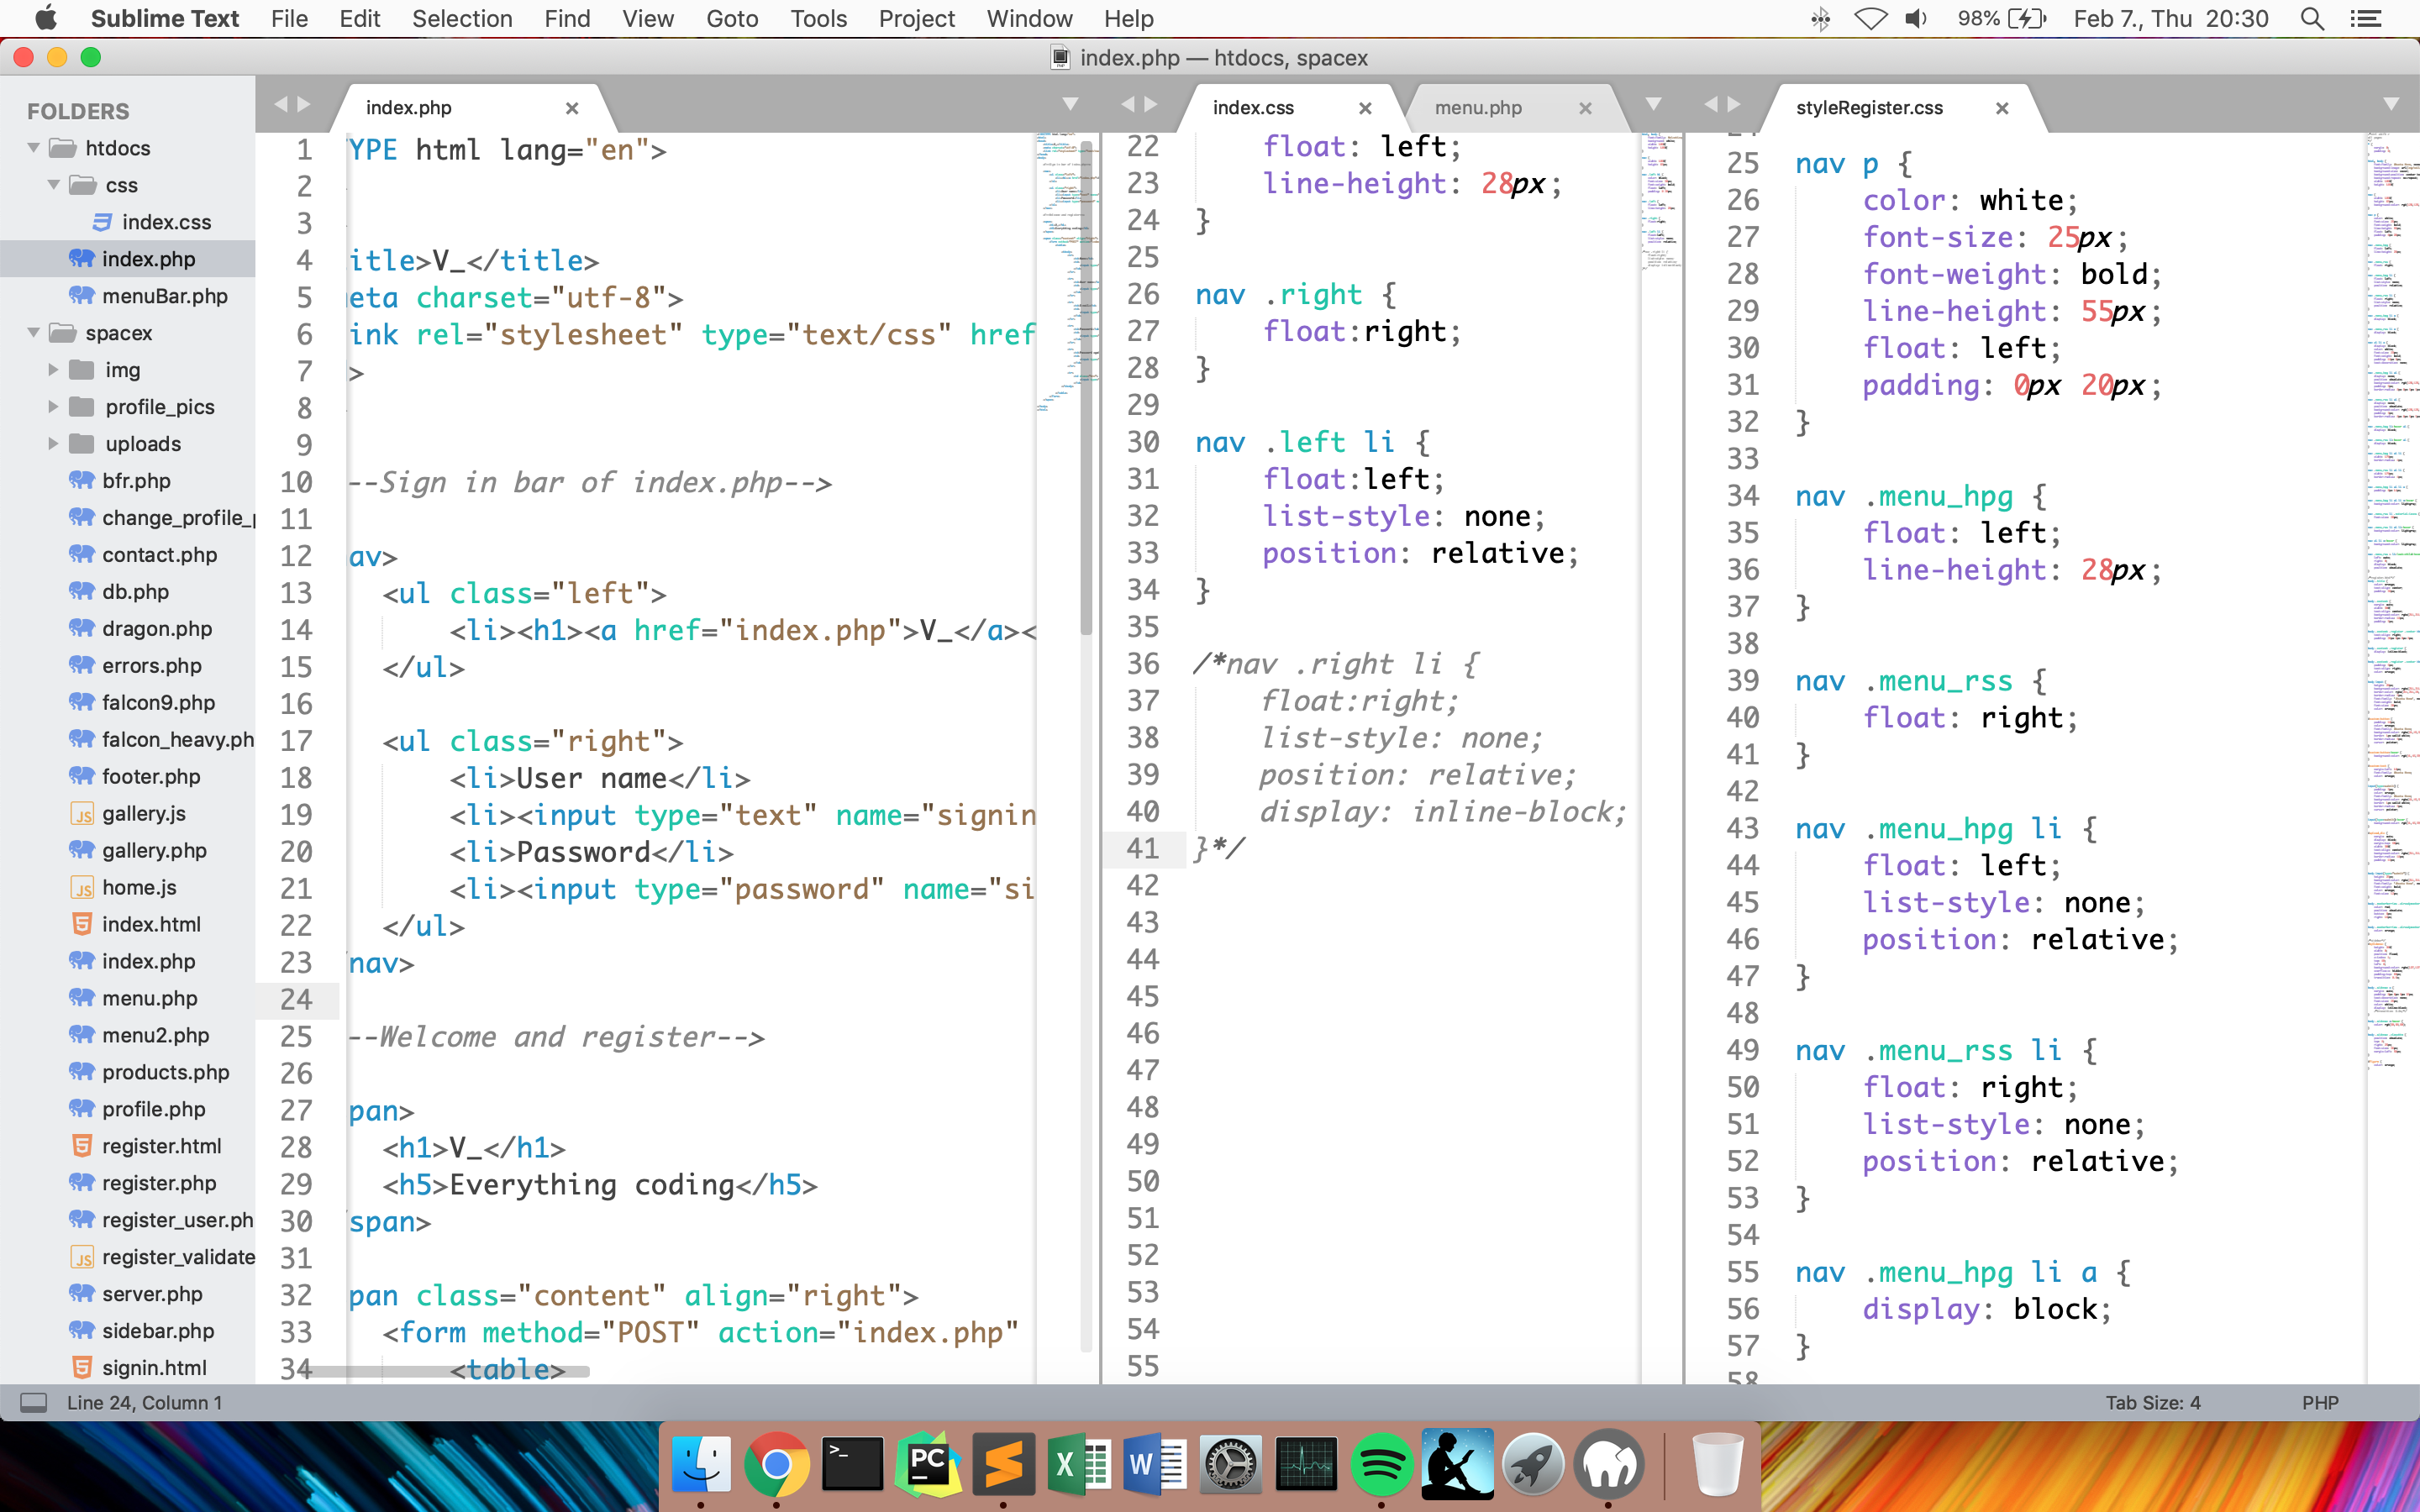 Sublime Text File Edit Selection Find View Goto Tools Project Window Help 98% Feb 7., Thu 20:30
index.php — htdocs, spacex
FOLDERS
htdocs
css
index.css
index.php
menuBar.php
spacex
img
profile_pics
uploads
bfr.php
change_profile_
contact.php
db.php
dragon.php
errors.php
falcon9.php
falcon_heavy.ph
footer.php
gallery.js
gallery.php
home.js
index.html
index.php
menu.php
menu2.php
products.php
profile.php
register.html
register.php
register_user.ph
register_validate
server.php
sidebar.php
signin.html
index.php
1 YPE html lang="en">
2
3
4 itle>V_</title>
5 eta charset="utf-8">
6 ink rel="stylesheet" type="text/css" href
7 >
8
9
10 --Sign in bar of index.php-->
11
12 av>
13 <ul class="left">
14 <li><h1><a href="index.php">V_</a><
15 </ul>
16
17 <ul class="right">
18 <li>User name</li>
19 <li><input type="text" name="signin
20 <li>Password</li>
21 <li><input type="password" name="si
22 </ul>
23 nav>
24
25 --Welcome and register-->
26
27 pan>
28 <h1>V_</h1>
29 <h5>Everything coding</h5>
30 span>
31
32 pan class="content" align="right">
33 <form method="POST" action="index.php"
34 <table>
index.css menu.php
22 float: left;
23 line-height: 28px;
24 }
25
26 nav .right {
27 float:right;
28 }
29
30 nav .left li {
31 float:left;
32 list-style: none;
33 position: relative;
34 }
35
36 /*nav .right li {
37 float:right;
38 list-style: none;
39 position: relative;
40 display: inline-block;
41 }*/
42
43
44
45
46
47
48
49
50
51
52
53
54
55
styleRegister.css
25 nav p {
26 color: white;
27 font-size: 25px;
28 font-weight: bold;
29 line-height: 55px;
30 float: left;
31 padding: 0px 20px;
32 }
33
34 nav .menu_hpg {
35 float: left;
36 line-height: 28px;
37 }
38
39 nav .menu_rss {
40 float: right;
41 }
42
43 nav .menu_hpg li {
44 float: left;
45 list-style: none;
46 position: relative;
47 }
48
49 nav .menu_rss li {
50 float: right;
51 list-style: none;
52 position: relative;
53 }
54
55 nav .menu_hpg li a {
56 display: block;
57 }
58
Line 24, Column 1 Tab Size: 4 PHP
>_ PC X W